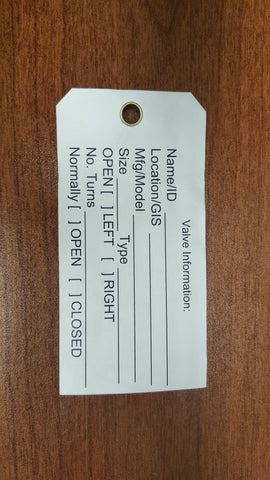 Valve Information:
Name/ID
Location/GIS
Mfg/Model
Size Type
OPEN [ ] LEFT [ ] RIGHT
No. Turns
Normally [ ] OPEN [ ] CLOSED